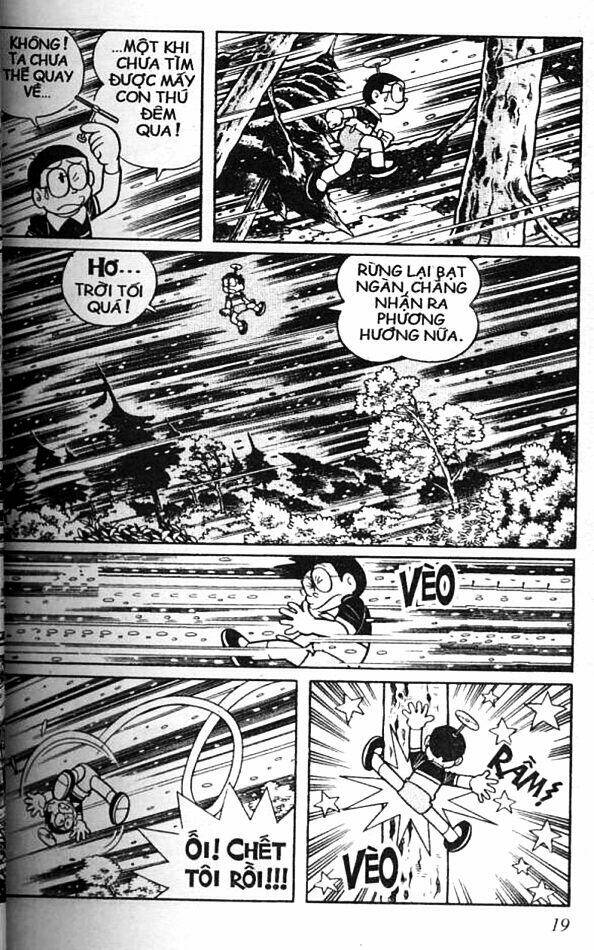 KHÔNG!
TA CHƯA
THỂ QUAY
VỀ...
...MỘT KHI
CHƯA TÌM
ĐƯỢC MẤY
CON THÚ
ĐÊM
QUA!
HƠ...
TRỜI TỐI
QUÁ!
RỪNG LẠI BẠT
NGÀN, CHẲNG
NHẬN RA
PHƯƠNG
HƯỚNG NỮA.
VÈO
ỐI! CHẾT
TÔI RỒI!!!
RẦM!
VÈO
19